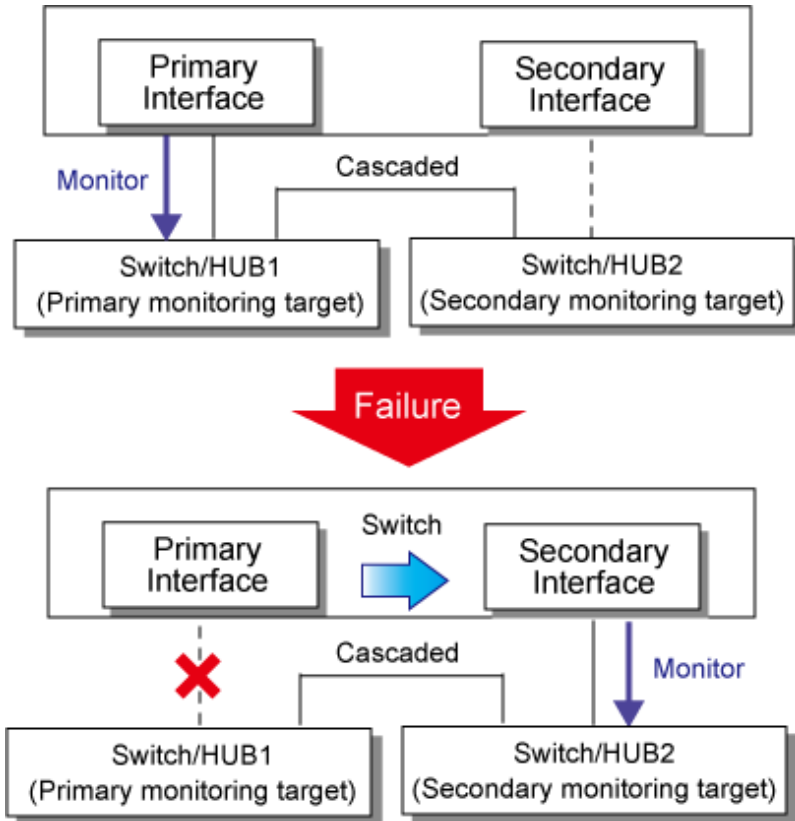 Primary
Interface
Secondary
Interface
Monitor
Cascaded
Switch/HUB1
(Primary monitoring target)
Switch/HUB2
(Secondary monitoring target)
Failure
Primary
Interface
Switch
Secondary
Interface
Cascaded
Monitor
Switch/HUB1
(Primary monitoring target)
Switch/HUB2
(Secondary monitoring target)